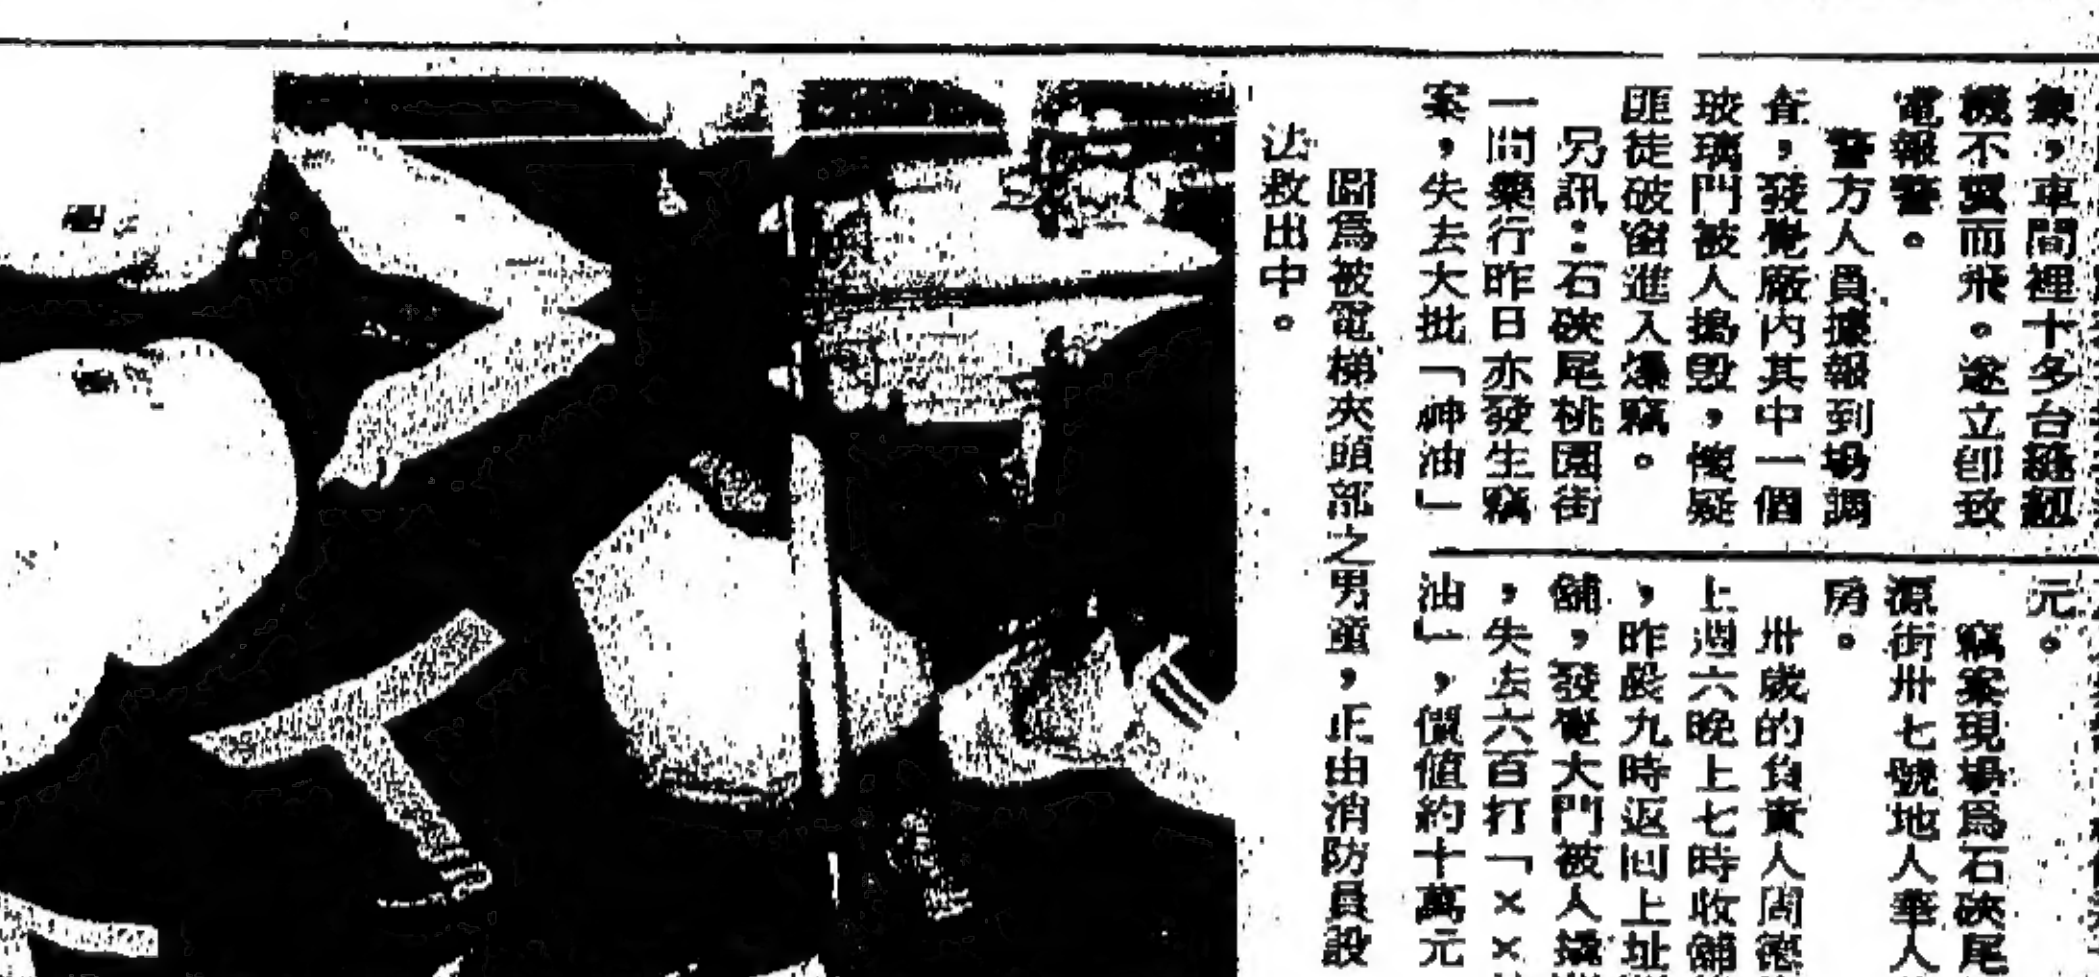 象，車間裡十多台縫紉
機不翼而飛。遂立卽致
電報警。
警方人員據報到場調
查，發覺廠內其中一個
玻璃門被人搗毁，懷疑
匪徒破窗進入爆竊。
另訊：石硤尾桃園街
一間藥行昨日亦發生竊
案，失去大批「神油」
元。
竊案現場爲石硤尾
源街卅七號地人華人
房。
卅歲的負責人周德
上週六晚上七時收舖
，昨晨九時返回上址
舖，發覺大門被人撬
，失去六百打「××
油」，價值約十萬元
圖爲被電梯夾頭部之男童，正由消防員設
法救出中。